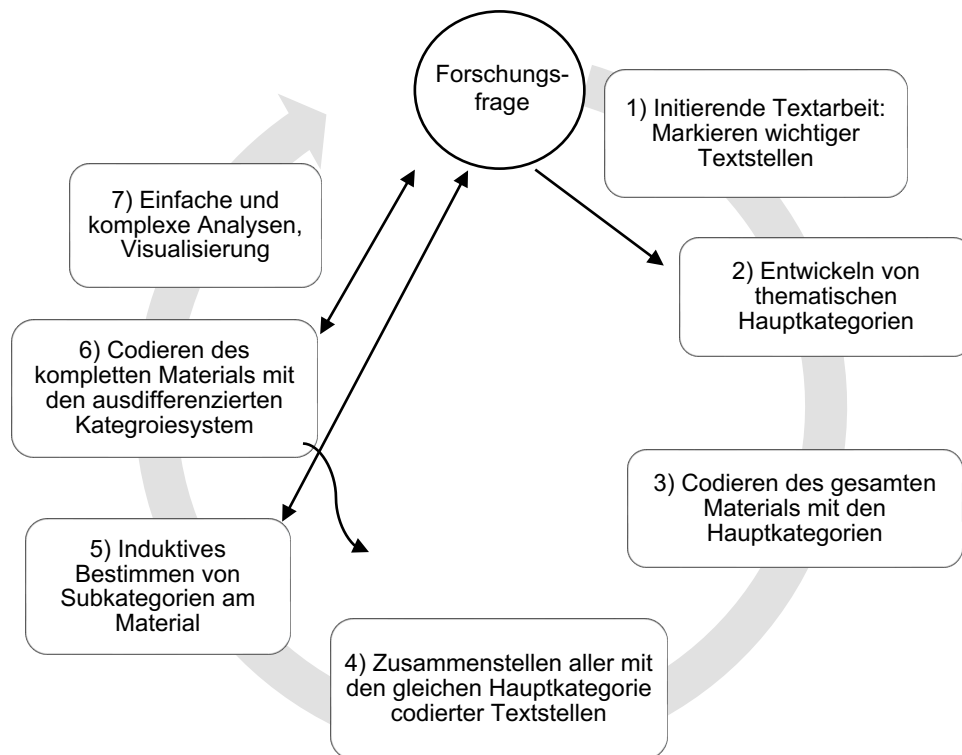 Forschungs-
frage
1) Initierende Textarbeit:
Markieren wichtiger
Textstellen
2) Entwickeln von
thematischen
Hauptkategorien
3) Codieren des gesamten
Materials mit den
Hauptkategorien
4) Zusammenstellen aller mit
den gleichen Hauptkategorie
codierter Textstellen
5) Induktives
Bestimmen von
Subkategorien am
Material
6) Codieren des
kompletten Materials mit
den ausdifferenzierten
Kategroiesystem
7) Einfache und
komplexe Analysen,
Visualisierung